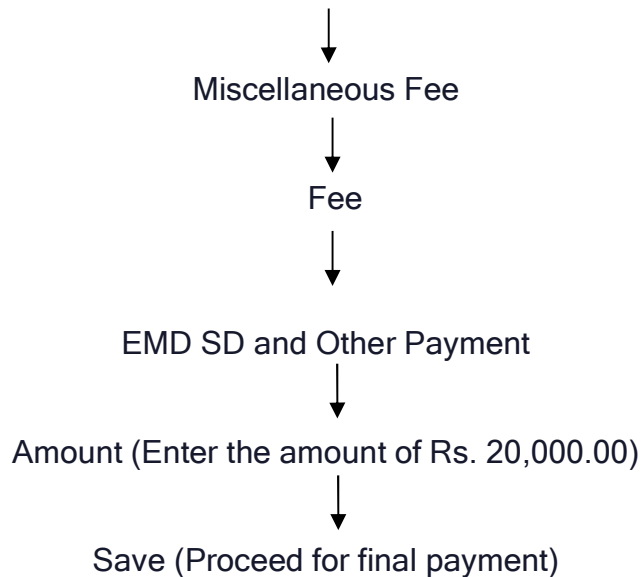 Miscellaneous Fee
Fee
EMD SD and Other Payment
Amount (Enter the amount of Rs. 20,000.00)
Save (Proceed for final payment)